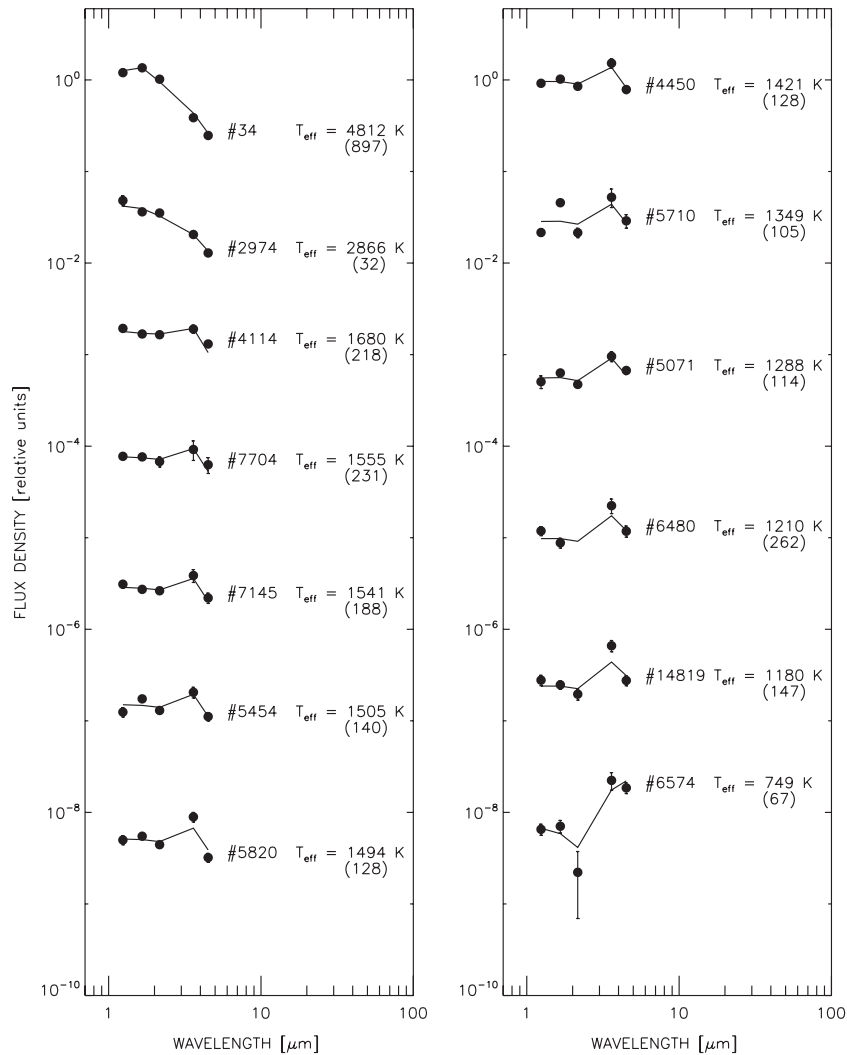 FLUX DENSITY [relative units]
10^0
10^-2
10^-4
10^-6
10^-8
10^-10
#34 T_eff = 4812 K
(897)
#2974 T_eff = 2866 K
(32)
#4114 T_eff = 1680 K
(218)
#7704 T_eff = 1555 K
(231)
#7145 T_eff = 1541 K
(188)
#5454 T_eff = 1505 K
(140)
#5820 T_eff = 1494 K
(128)
1 10 100
WAVELENGTH [μm]
10^0
10^-2
10^-4
10^-6
10^-8
10^-10
#4450 T_eff = 1421 K
(128)
#5710 T_eff = 1349 K
(105)
#5071 T_eff = 1288 K
(114)
#6480 T_eff = 1210 K
(262)
#14819 T_eff = 1180 K
(147)
#6574 T_eff = 749 K
(67)
1 10 100
WAVELENGTH [μm]